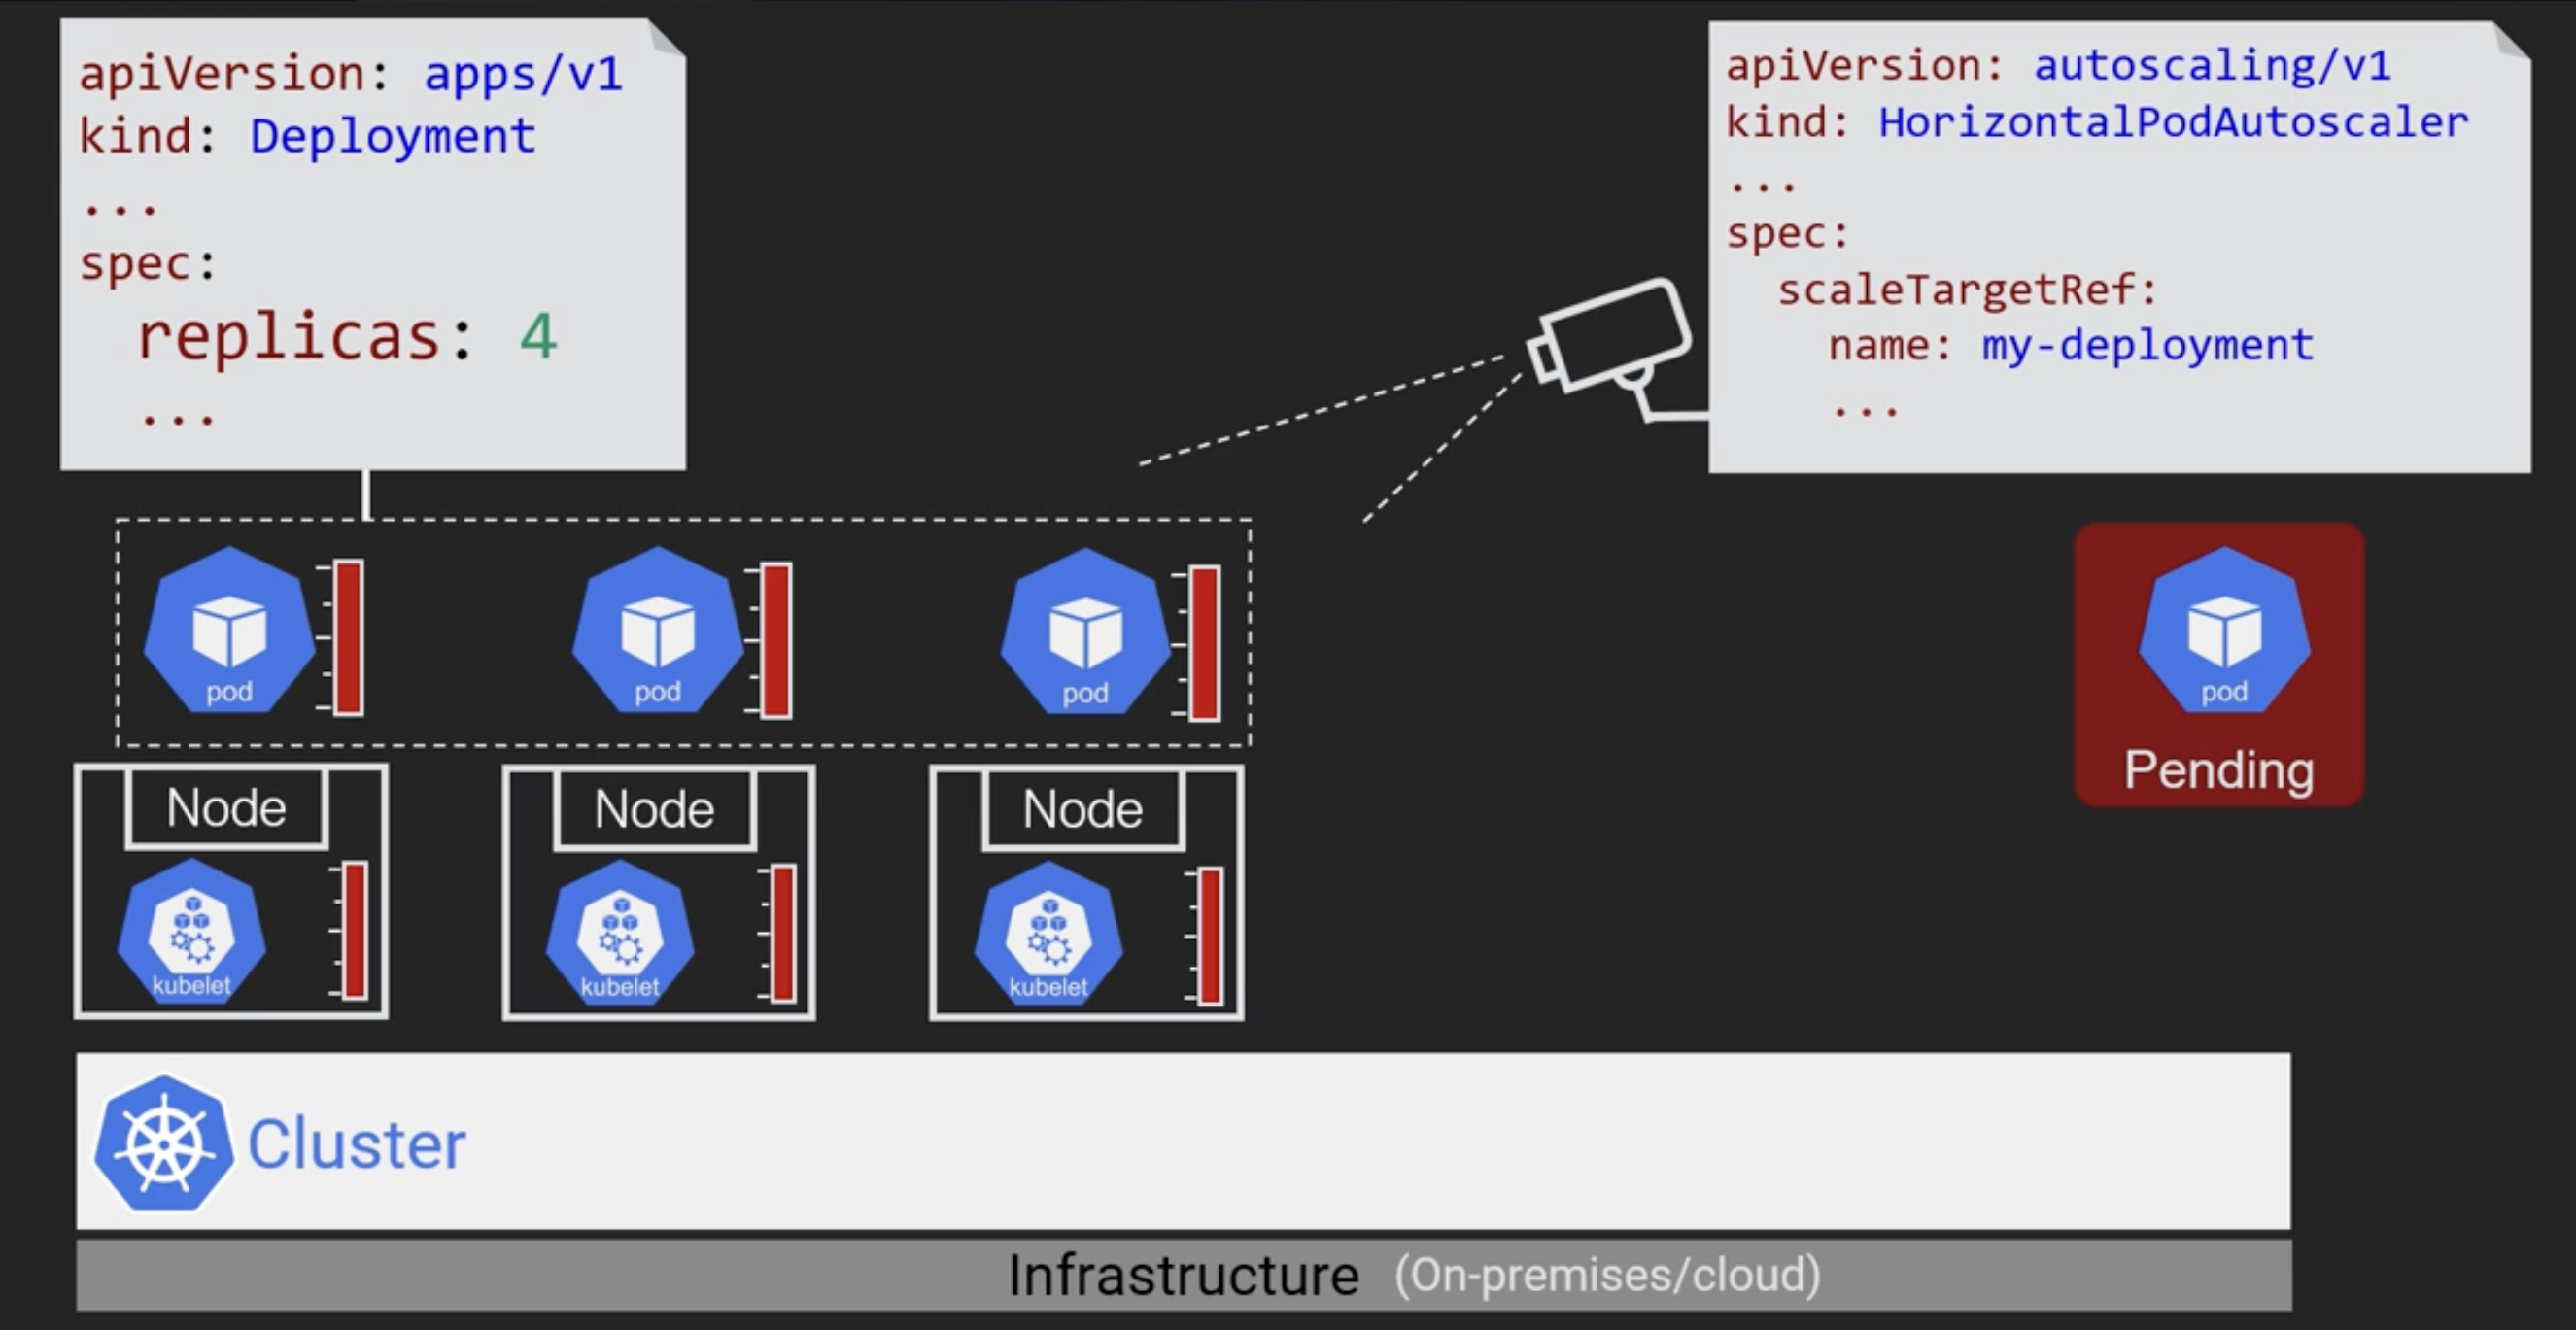 apiVersion: apps/v1
kind: Deployment
...
spec:
  replicas: 4
  ...
apiVersion: autoscaling/v1
kind: HorizontalPodAutoscaler
...
spec:
  scaleTargetRef:
    name: my-deployment
    ...
pod
pod
pod
pod
Pending
Node
Node
Node
kubelet
kubelet
kubelet
Cluster
Infrastructure (On-premises/cloud)